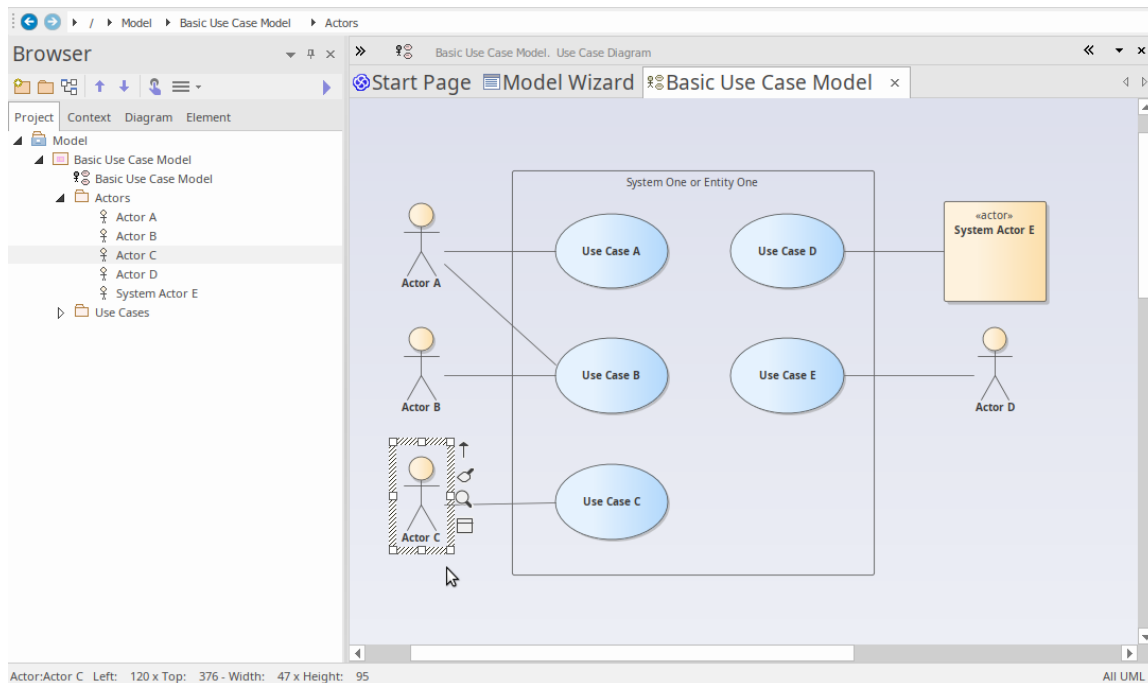 / Model Basic Use Case Model Actors
Browser
Basic Use Case Model. Use Case Diagram
Start Page Model Wizard Basic Use Case Model
Project Context Diagram Element
Model
Basic Use Case Model
Basic Use Case Model
Actors
Actor A
Actor B
Actor C
Actor D
System Actor E
Use Cases
System One or Entity One
Actor A
Use Case A
Use Case D
«actor»
System Actor E
Actor B
Use Case B
Use Case E
Actor D
Actor C
Use Case C
Actor:Actor C Left: 120 x Top: 376 - Width: 47 x Height: 95
All UML